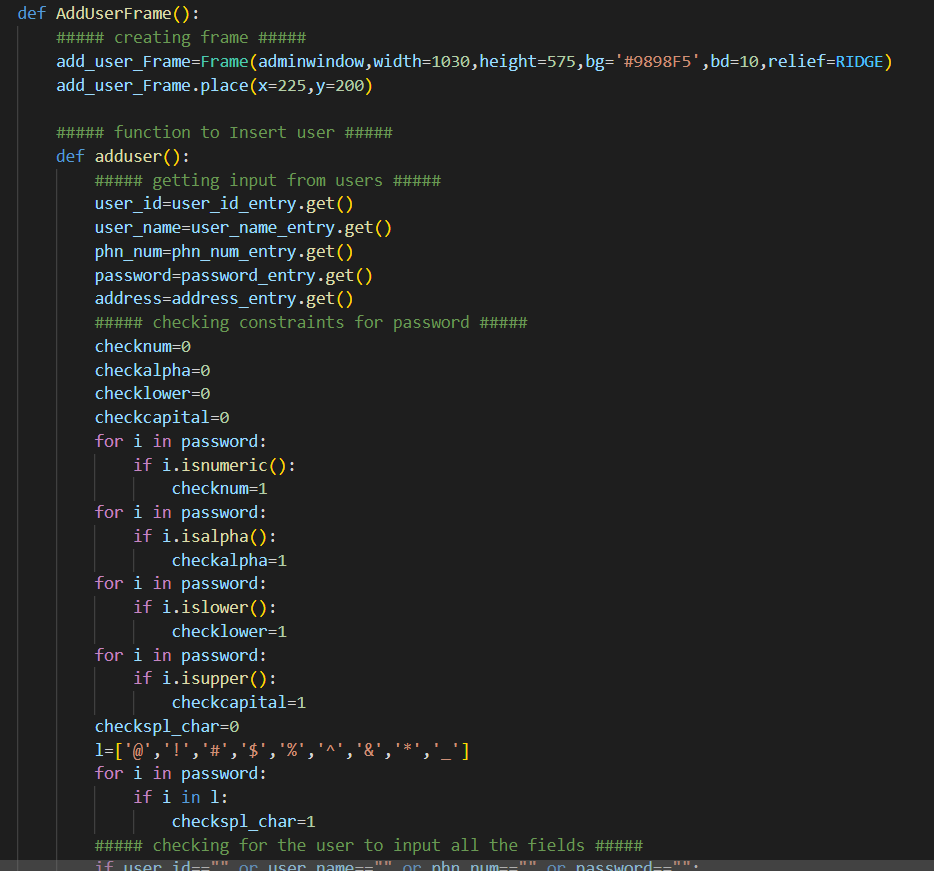 def AddUserFrame():
    ##### creating frame #####
    add_user_Frame=Frame(adminwindow,width=1030,height=575,bg='#9898F5',bd=10,relief=RIDGE)
    add_user_Frame.place(x=225,y=200)

    ##### function to Insert user #####
    def adduser():
        ##### getting input from users #####
        user_id=user_id_entry.get()
        user_name=user_name_entry.get()
        phn_num=phn_num_entry.get()
        password=password_entry.get()
        address=address_entry.get()
        ##### checking constraints for password #####
        checknum=0
        checkalpha=0
        checklower=0
        checkcapital=0
        for i in password:
            if i.isnumeric():
                checknum=1
        for i in password:
            if i.isalpha():
                checkalpha=1
        for i in password:
            if i.islower():
                checklower=1
        for i in password:
            if i.isupper():
                checkcapital=1
        checkspl_char=0
        l=['@','!','#','$','%','^','&','*','_']
        for i in password:
            if i in l:
                checkspl_char=1
        ##### checking for the user to input all the fields #####
        if user_id=="" or user_name=="" or phn_num=="" or password=="":